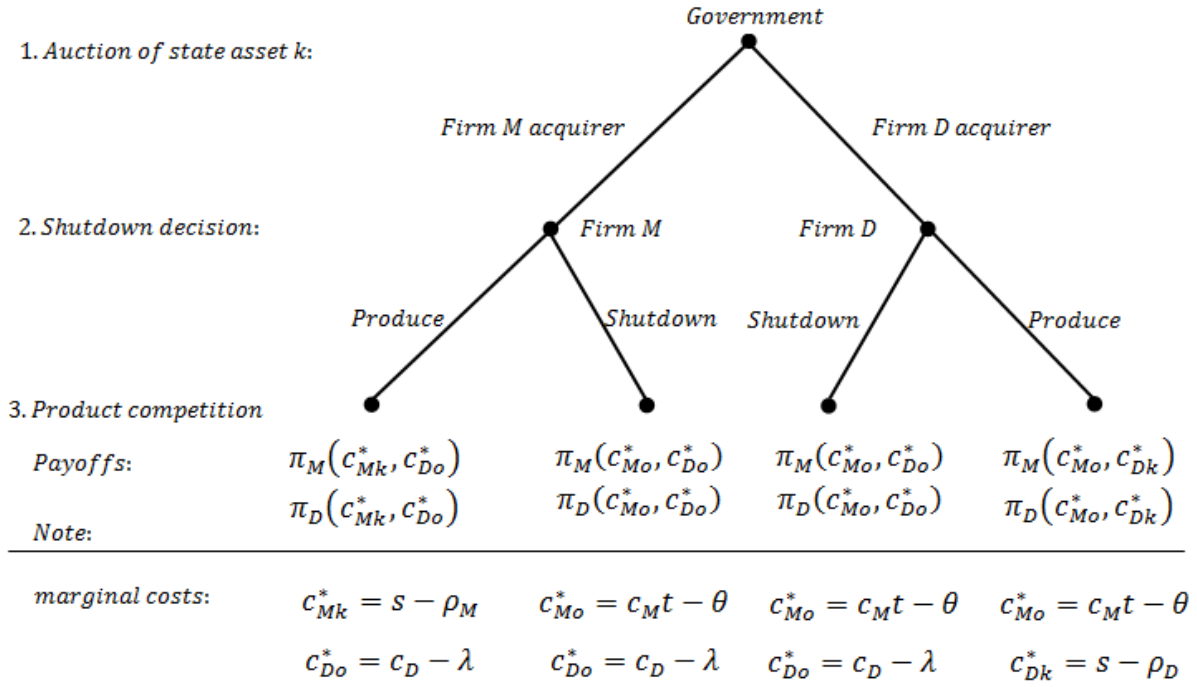 Government
1. Auction of state asset k:
Firm M acquirer Firm D acquirer
2. Shutdown decision: Firm M Firm D
Produce Shutdown Shutdown Produce
3. Product competition
Payoffs: π_M(c*_Mk, c*_Do) π_M(c*_Mo, c*_Do) π_M(c*_Mo, c*_Do) π_M(c*_Mo, c*_Dk)
π_D(c*_Mk, c*_Do) π_D(c*_Mo, c*_Do) π_D(c*_Mo, c*_Do) π_D(c*_Mo, c*_Dk)
Note:
marginal costs: c*_Mk = s − ρ_M c*_Mo = c_M t − θ c*_Mo = c_M t − θ c*_Mo = c_M t − θ
c*_Do = c_D − λ c*_Do = c_D − λ c*_Do = c_D − λ c*_Dk = s − ρ_D